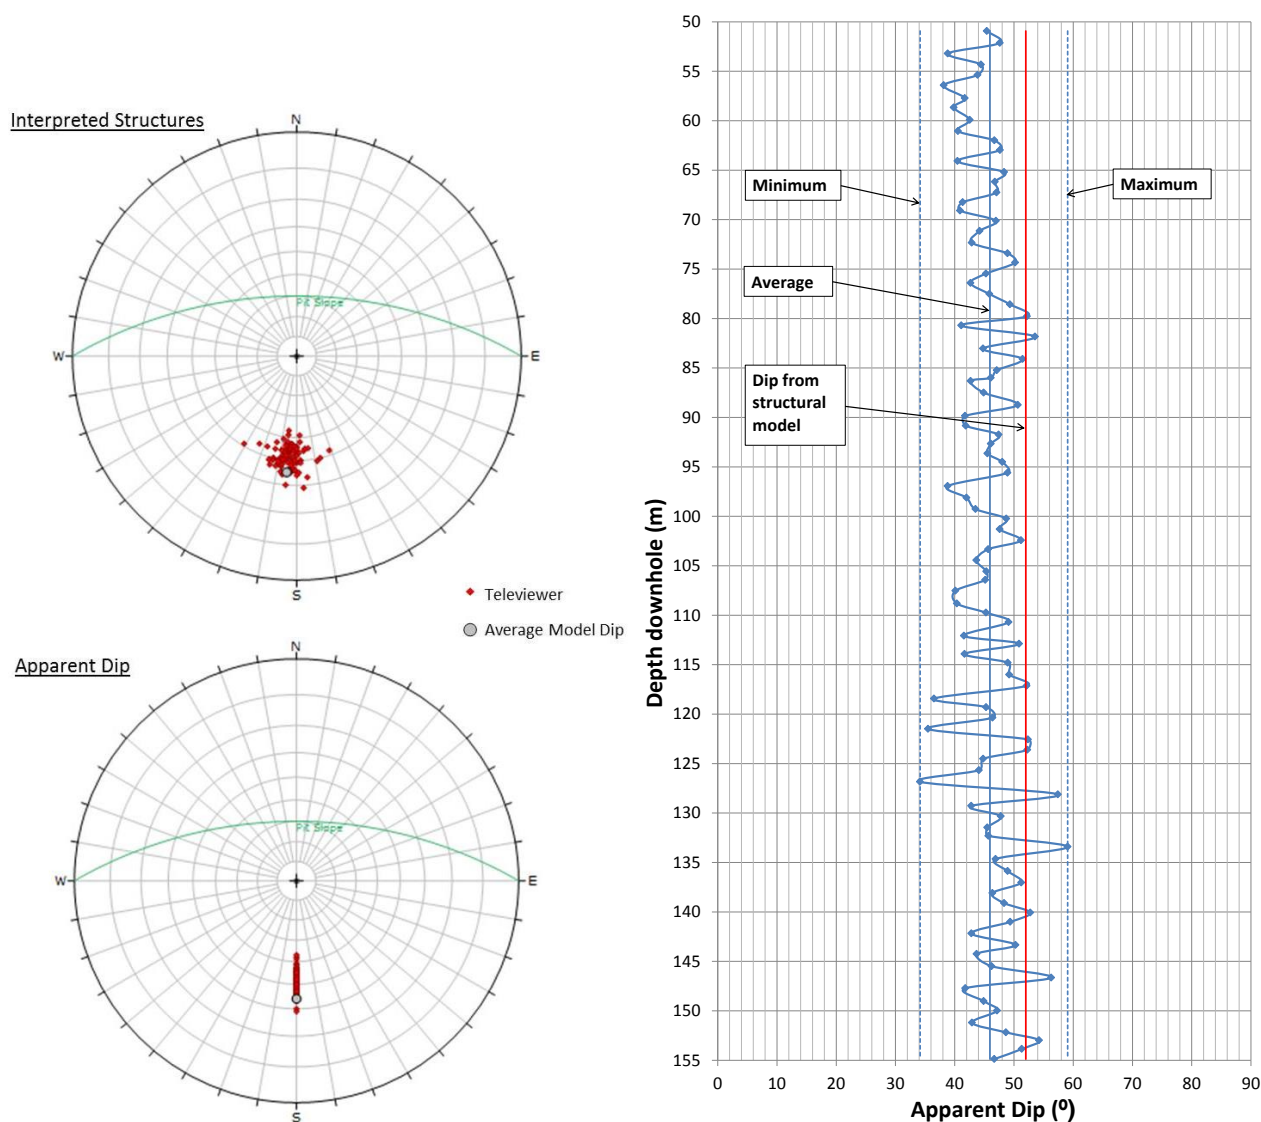 Interpreted Structures
N
Pit Slope
W
E
S
Televiewer
Average Model Dip
Apparent Dip
N
Pit Slope
W
E
S
50
55
60
65
70
75
80
85
90
95
100
105
110
115
120
125
130
135
140
145
150
155
Depth downhole (m)
Minimum
Maximum
Average
Dip from
structural
model
0
10
20
30
40
50
60
70
80
90
Apparent Dip (⁰)